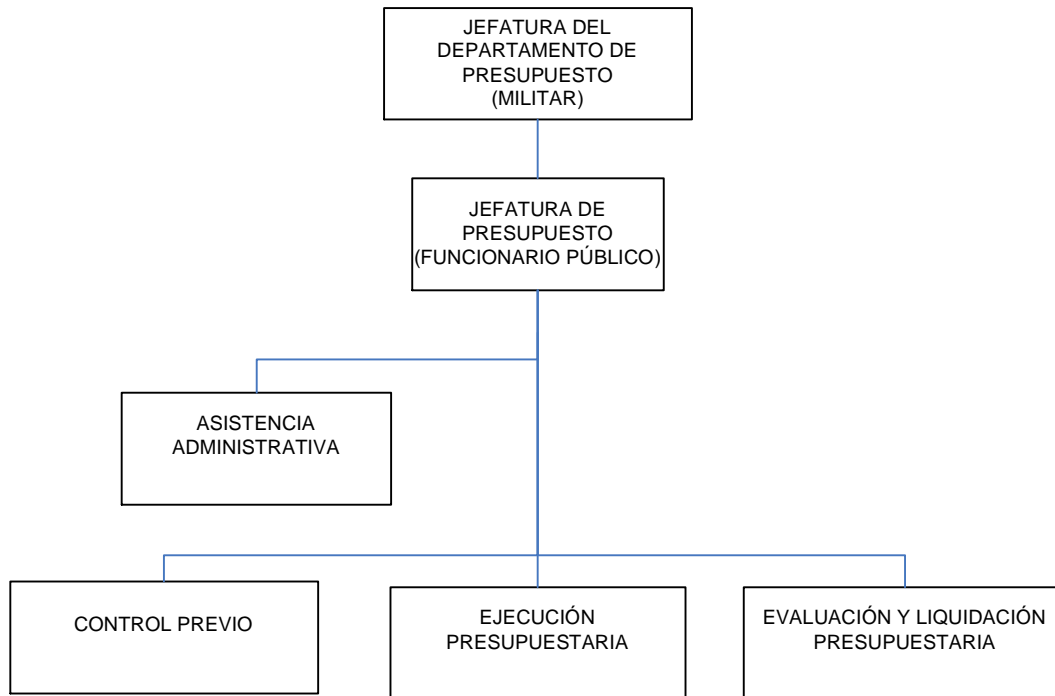 JEFATURA DEL
DEPARTAMENTO DE
PRESUPUESTO
(MILITAR)
JEFATURA DE
PRESUPUESTO
(FUNCIONARIO PÚBLICO)
ASISTENCIA
ADMINISTRATIVA
CONTROL PREVIO
EJECUCIÓN
PRESUPUESTARIA
EVALUACIÓN Y LIQUIDACIÓN
PRESUPUESTARIA